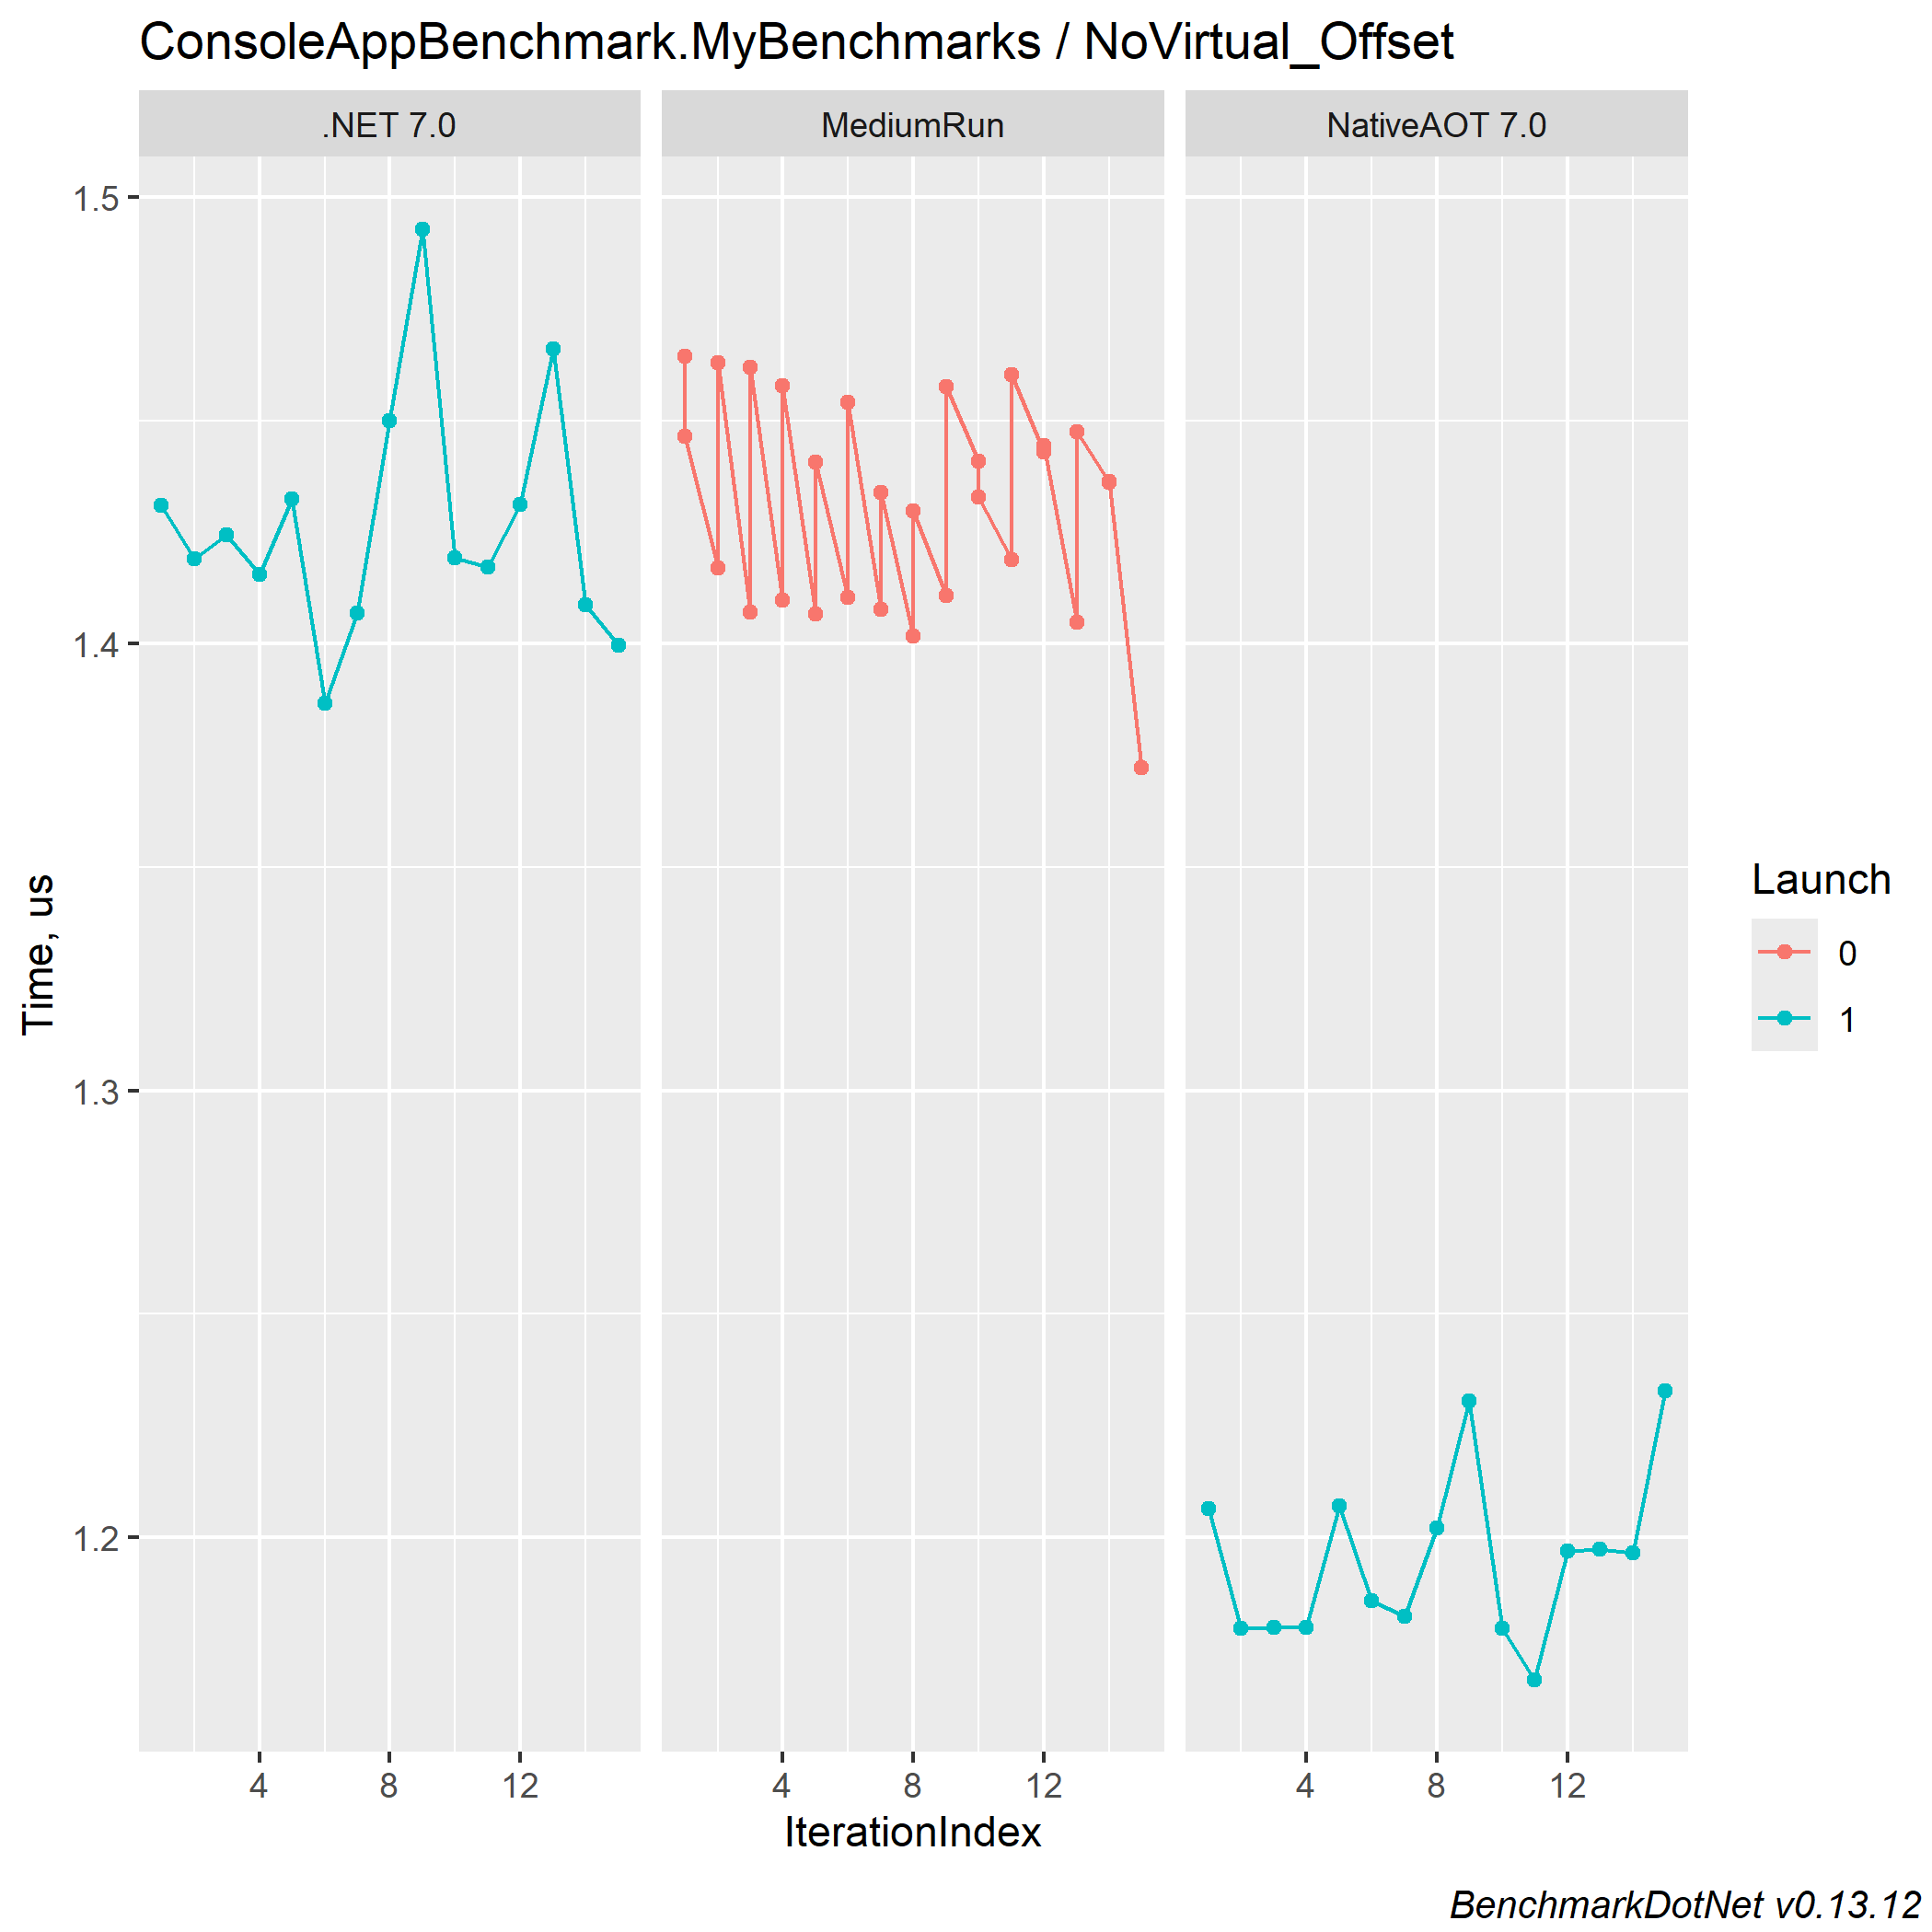 ConsoleAppBenchmark.MyBenchmarks / NoVirtual_Offset
.NET 7.0
MediumRun
NativeAOT 7.0
1.5
1.4
1.3
1.2
Time, us
4
8
12
4
8
12
4
8
12
IterationIndex
Launch
0
1
BenchmarkDotNet v0.13.12